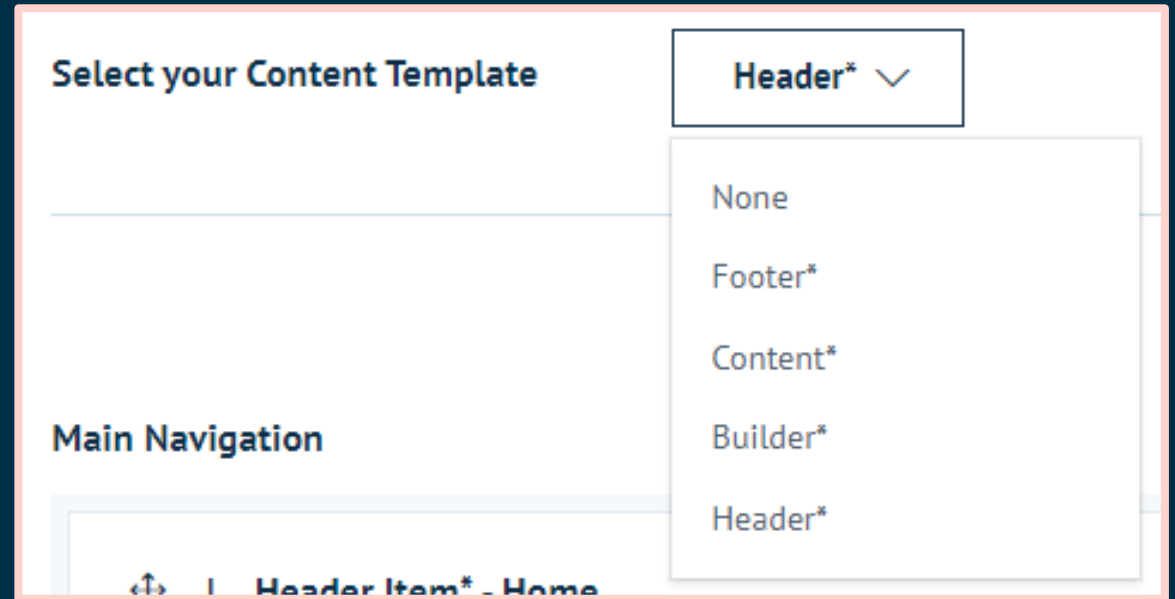 Select your Content Template
Header*
None
Footer*
Content*
Builder*
Header*
Main Navigation
Header Item* - Home